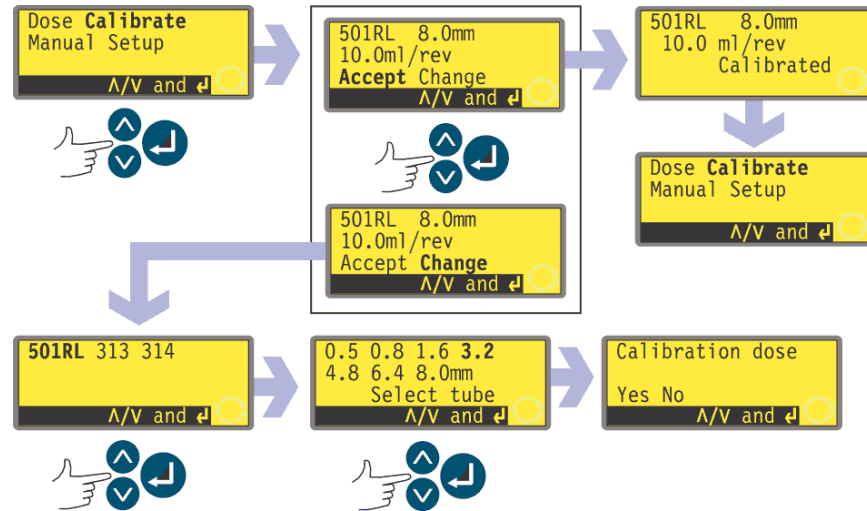 Dose Calibrate
Manual Setup
Λ/V and ↲
501RL 8.0mm
10.0ml/rev
Accept Change
Λ/V and ↲
501RL 8.0mm
10.0 ml/rev
Calibrated
Dose Calibrate
Manual Setup
Λ/V and ↲
501RL 8.0mm
10.0ml/rev
Accept Change
Λ/V and ↲
501RL 313 314
Λ/V and ↲
0.5 0.8 1.6 3.2
4.8 6.4 8.0mm
Select tube
Λ/V and ↲
Calibration dose
Yes No
Λ/V and ↲